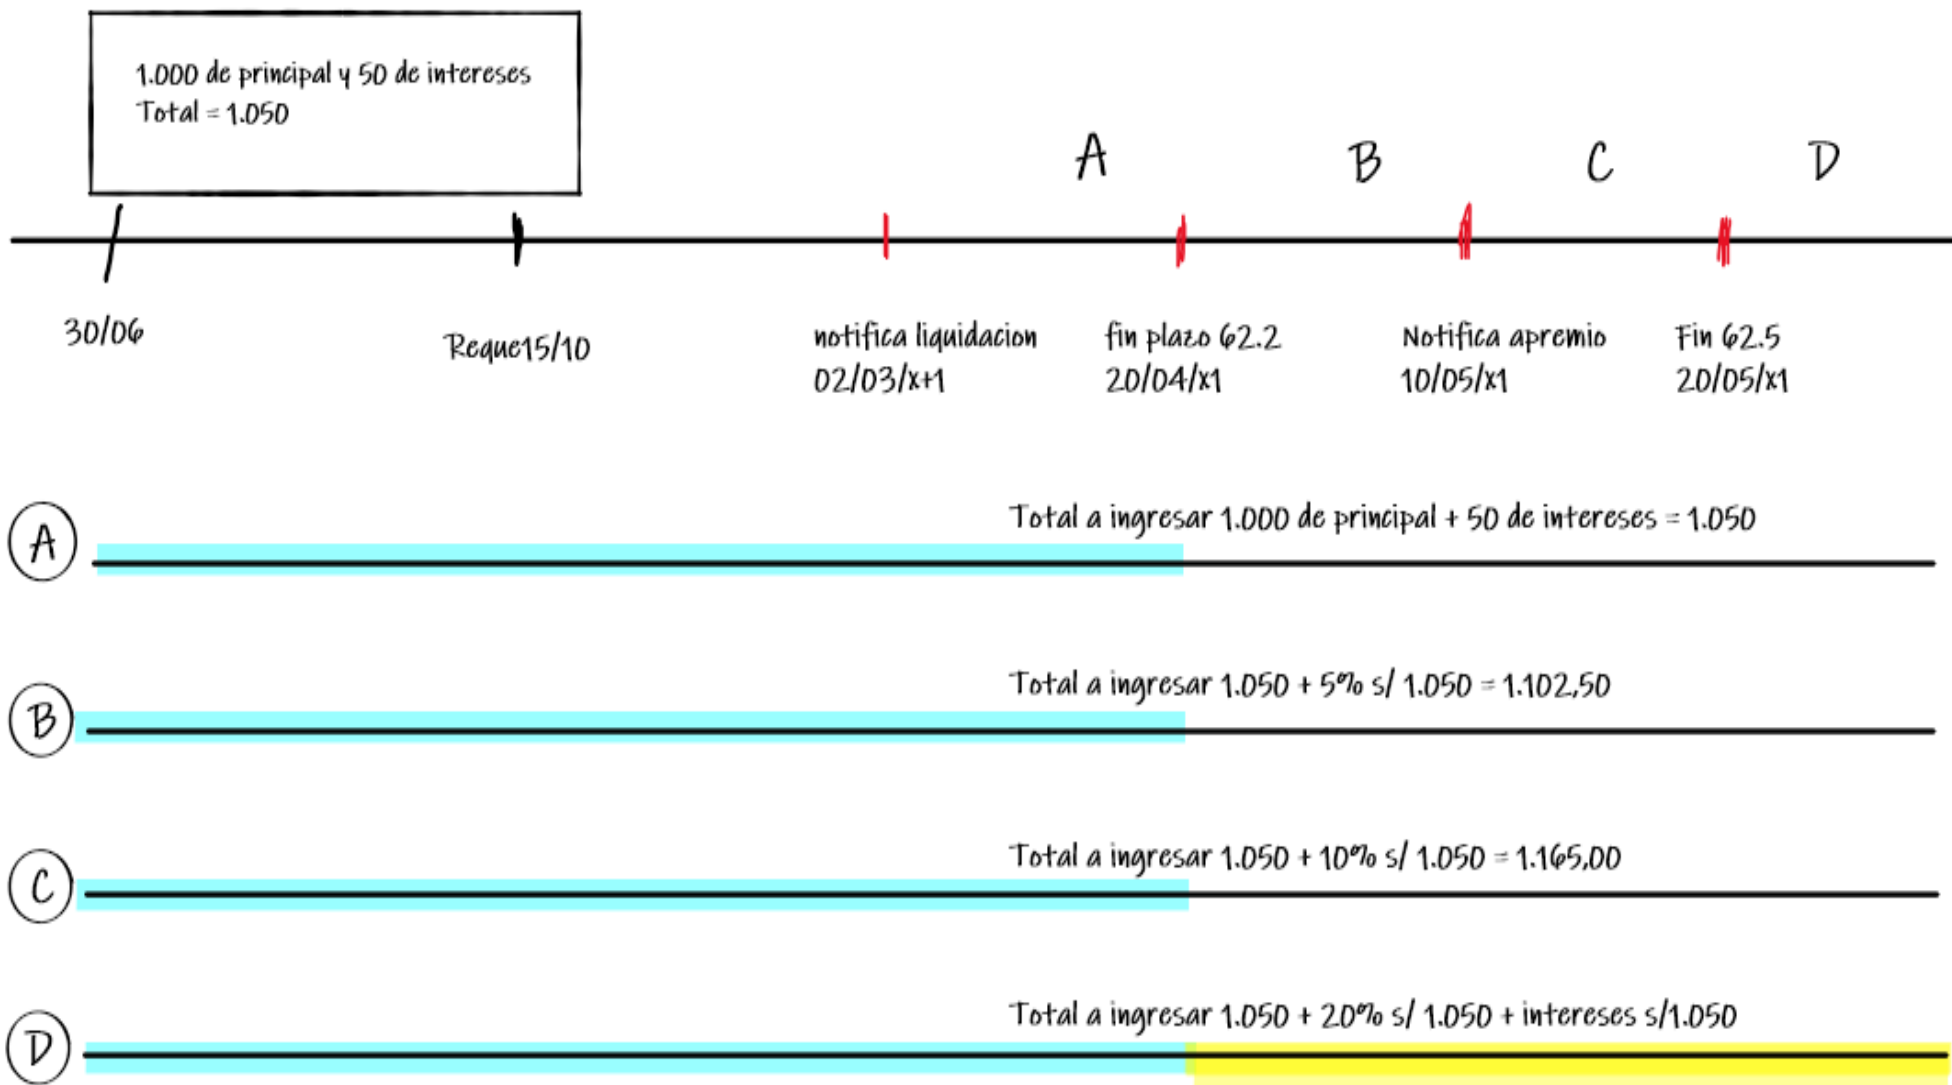 1.000 de principal y 50 de intereses
Total = 1.050
A
B
C
D
30/06
Reque15/10
notifica liquidacion
02/03/x+1
fin plazo 62.2
20/04/x1
Notifica apremio
10/05/x1
Fin 62.5
20/05/x1
A
Total a ingresar 1.000 de principal + 50 de intereses = 1.050
B
Total a ingresar 1.050 + 5% s/ 1.050 = 1.102,50
C
Total a ingresar 1.050 + 10% s/ 1.050 = 1.165,00
D
Total a ingresar 1.050 + 20% s/ 1.050 + intereses s/1.050